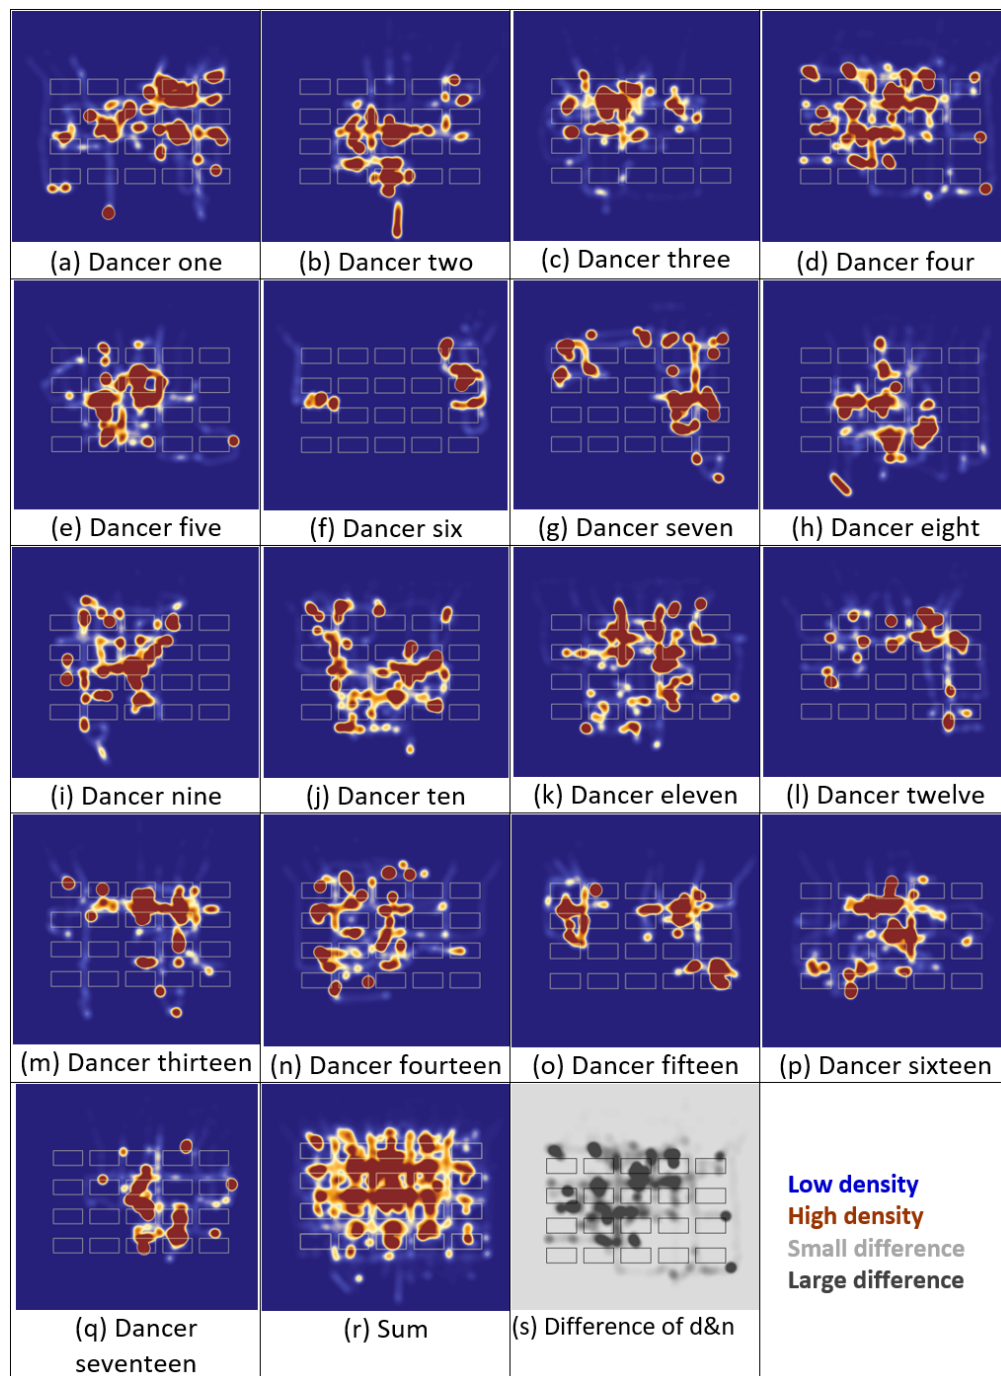 (a) Dancer one
(b) Dancer two
(c) Dancer three
(d) Dancer four
(e) Dancer five
(f) Dancer six
(g) Dancer seven
(h) Dancer eight
(i) Dancer nine
(j) Dancer ten
(k) Dancer eleven
(l) Dancer twelve
(m) Dancer thirteen
(n) Dancer fourteen
(o) Dancer fifteen
(p) Dancer sixteen
(q) Dancer
seventeen
(r) Sum
(s) Difference of d&n
Low density
High density
Small difference
Large difference